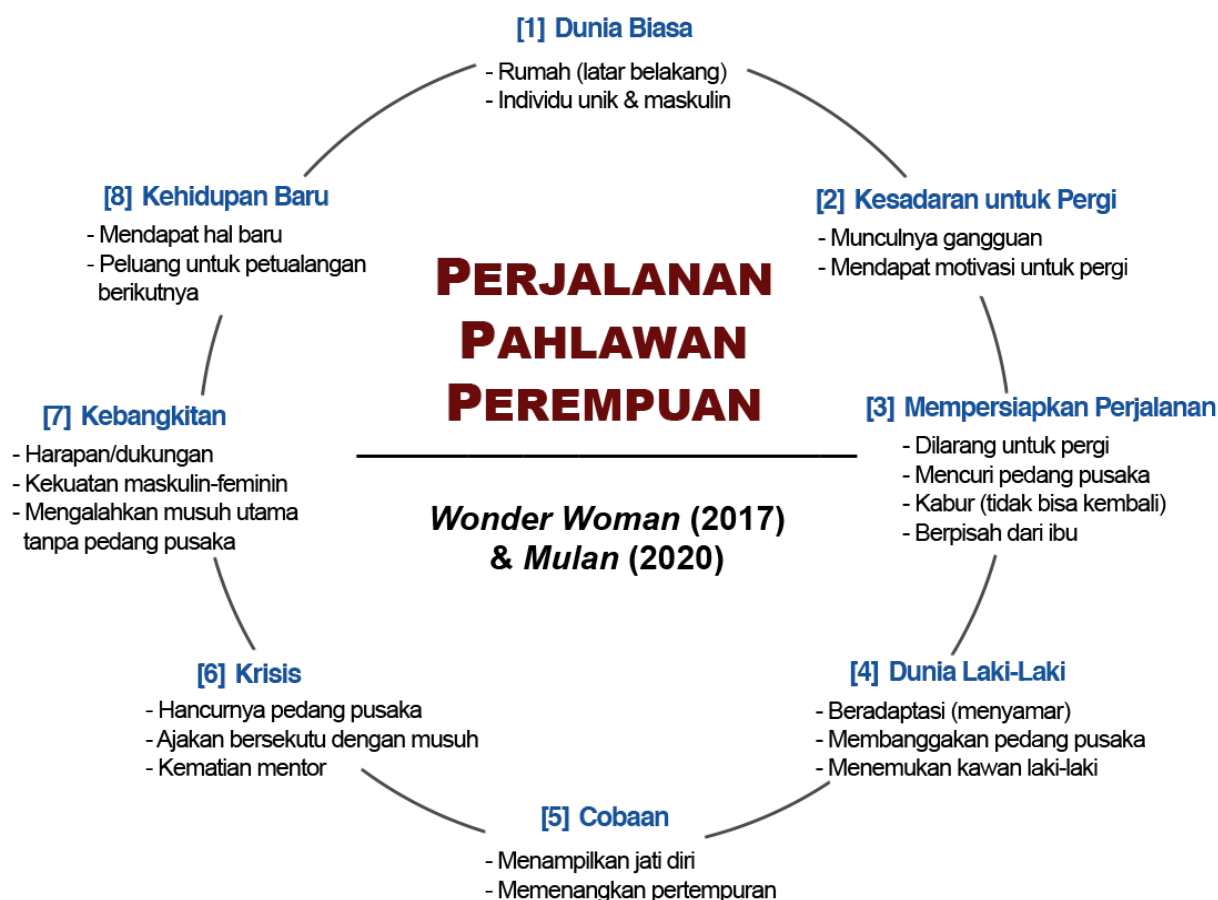 [1] Dunia Biasa
- Rumah (latar belakang)
- Individu unik & maskulin
[2] Kesadaran untuk Pergi
- Munculnya gangguan
- Mendapat motivasi untuk pergi
[3] Mempersiapkan Perjalanan
- Dilarang untuk pergi
- Mencuri pedang pusaka
- Kabur (tidak bisa kembali)
- Berpisah dari ibu
[4] Dunia Laki-Laki
- Beradaptasi (menyamar)
- Membanggakan pedang pusaka
- Menemukan kawan laki-laki
[5] Cobaan
- Menampilkan jati diri
- Memenangkan pertempuran
[6] Krisis
- Hancurnya pedang pusaka
- Ajakan bersekutu dengan musuh
- Kematian mentor
[7] Kebangkitan
- Harapan/dukungan
- Kekuatan maskulin-feminin
- Mengalahkan musuh utama
tanpa pedang pusaka
[8] Kehidupan Baru
- Mendapat hal baru
- Peluang untuk petualangan
berikutnya
PERJALANAN
PAHLAWAN
PEREMPUAN
Wonder Woman (2017)
& Mulan (2020)